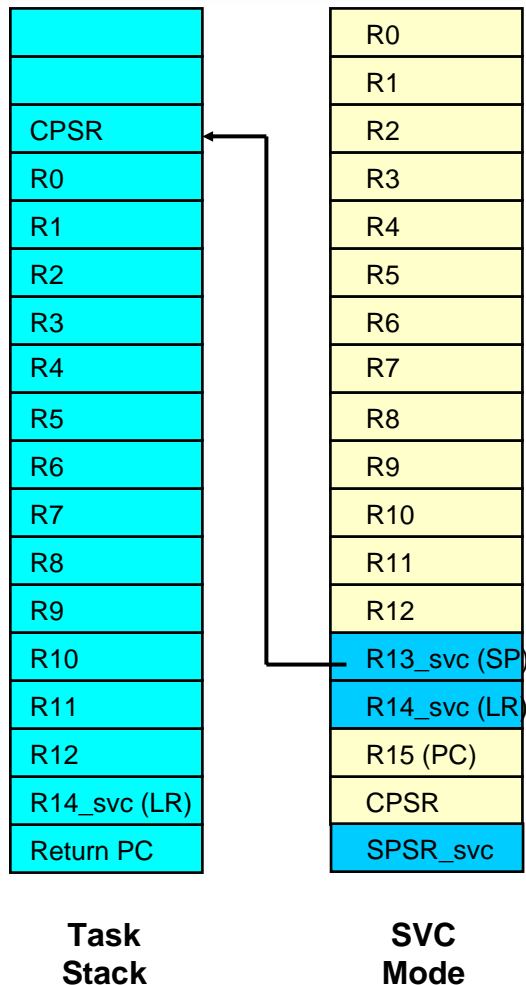 CPSR
R0
R1
R2
R3
R4
R5
R6
R7
R8
R9
R10
R11
R12
R14_svc (LR)
Return PC
Task
Stack
R0
R1
R2
R3
R4
R5
R6
R7
R8
R9
R10
R11
R12
R13_svc (SP)
R14_svc (LR)
R15 (PC)
CPSR
SPSR_svc
SVC
Mode